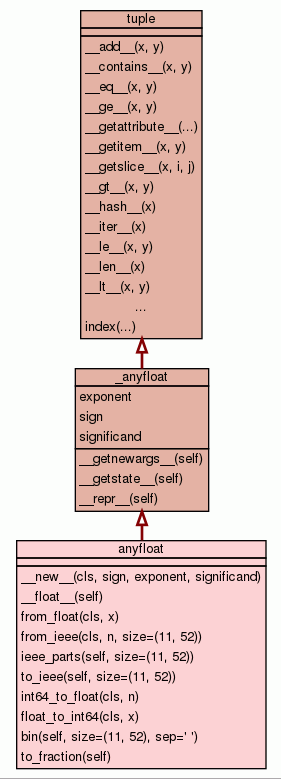 tuple
__add__(x, y)
__contains__(x, y)
__eq__(x, y)
__ge__(x, y)
__getattribute__(...)
__getitem__(x, y)
__getslice__(x, i, j)
__gt__(x, y)
__hash__(x)
__iter__(x)
__le__(x, y)
__len__(x)
__lt__(x, y)
...
index(...)
_anyfloat
exponent
sign
significand
__getnewargs__(self)
__getstate__(self)
__repr__(self)
anyfloat
__new__(cls, sign, exponent, significand)
__float__(self)
from_float(cls, x)
from_ieee(cls, n, size=(11, 52))
ieee_parts(self, size=(11, 52))
to_ieee(self, size=(11, 52))
int64_to_float(cls, n)
float_to_int64(cls, x)
bin(self, size=(11, 52), sep=' ')
to_fraction(self)